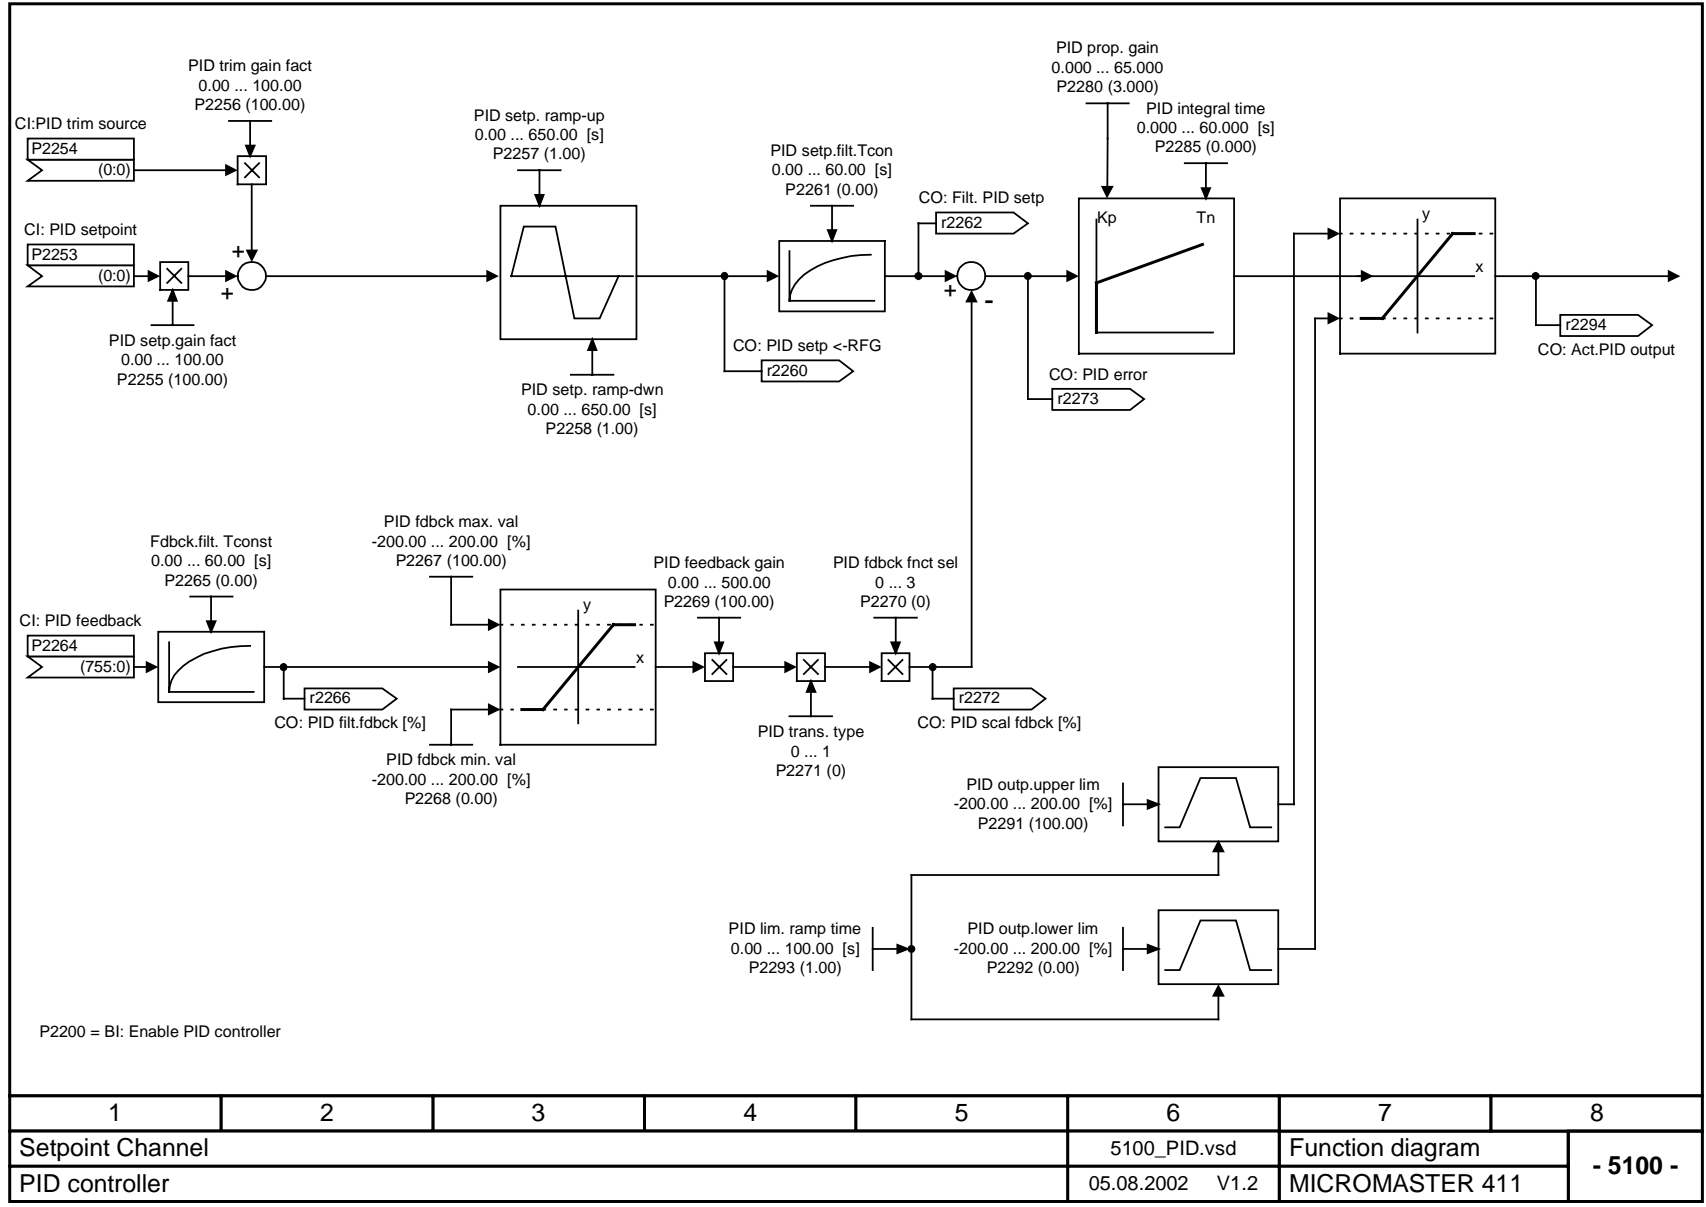 PID trim gain fact
0.00 ... 100.00
P2256 (100.00)
CI:PID trim source
P2254
(0:0)
CI: PID setpoint
P2253
(0:0)
+
+
PID setp.gain fact
0.00 ... 100.00
P2255 (100.00)
PID setp. ramp-up
0.00 ... 650.00 [s]
P2257 (1.00)
PID setp. ramp-dwn
0.00 ... 650.00 [s]
P2258 (1.00)
PID setp.filt.Tcon
0.00 ... 60.00 [s]
P2261 (0.00)
CO: PID setp <-RFG
r2260
CO: Filt. PID setp
r2262
+
-
PID prop. gain
0.000 ... 65.000
P2280 (3.000)
PID integral time
0.000 ... 60.000 [s]
P2285 (0.000)
Kp
Tn
CO: PID error
r2273
y
x
r2294
CO: Act.PID output
Fdbck.filt. Tconst
0.00 ... 60.00 [s]
P2265 (0.00)
CI: PID feedback
P2264
(755:0)
r2266
CO: PID filt.fdbck [%]
PID fdbck max. val
-200.00 ... 200.00 [%]
P2267 (100.00)
y
x
PID fdbck min. val
-200.00 ... 200.00 [%]
P2268 (0.00)
PID feedback gain
0.00 ... 500.00
P2269 (100.00)
PID trans. type
0 ... 1
P2271 (0)
PID fdbck fnct sel
0 ... 3
P2270 (0)
r2272
CO: PID scal fdbck [%]
PID outp.upper lim
-200.00 ... 200.00 [%]
P2291 (100.00)
PID lim. ramp time
0.00 ... 100.00 [s]
P2293 (1.00)
PID outp.lower lim
-200.00 ... 200.00 [%]
P2292 (0.00)
P2200 = BI: Enable PID controller
1 2 3 4 5 6 7 8
Setpoint Channel
5100_PID.vsd
Function diagram
- 5100 -
PID controller
05.08.2002 V1.2
MICROMASTER 411